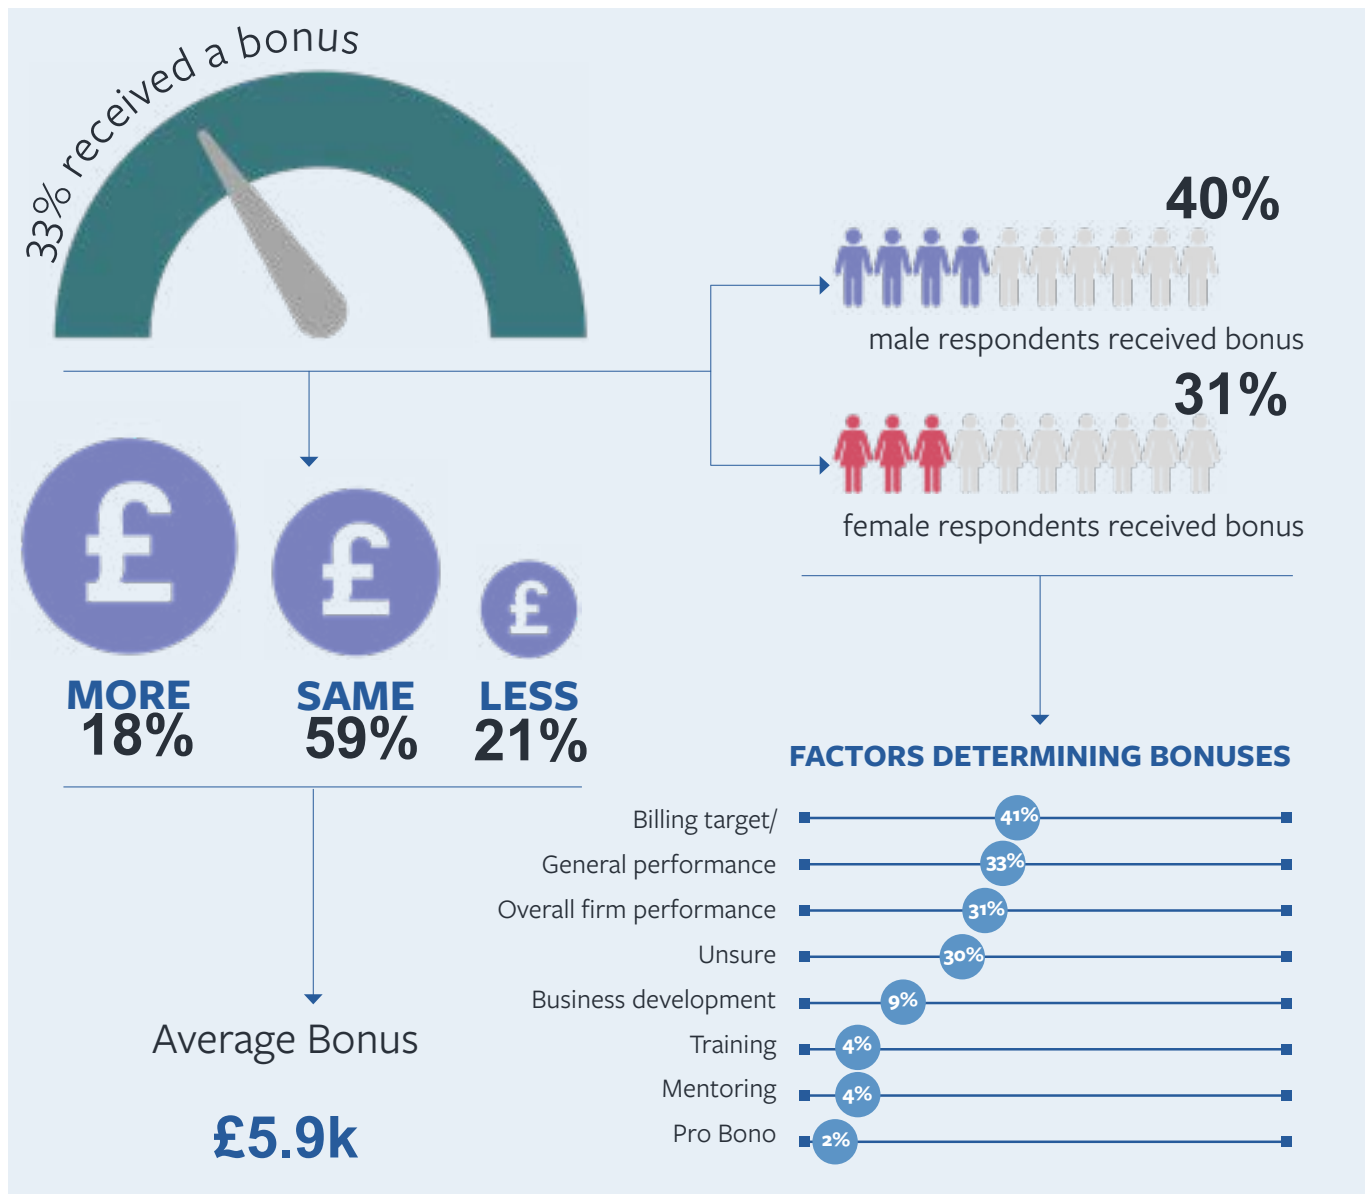 33% received a bonus
40%
male respondents received bonus
31%
female respondents received bonus
£
£
£
MORE
18%
SAME
59%
LESS
21%
Average Bonus
£5.9k
FACTORS DETERMINING BONUSES
Billing target/ 41%
General performance 33%
Overall firm performance 31%
Unsure 30%
Business development 9%
Training 4%
Mentoring 4%
Pro Bono 2%